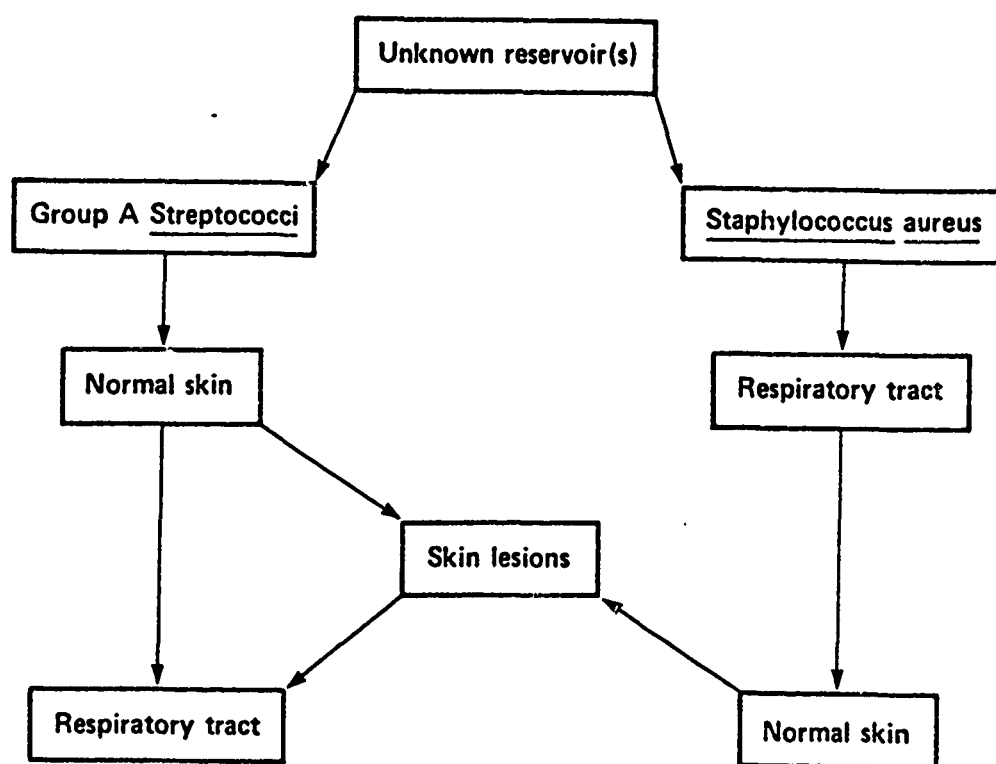 Unknown reservoir(s)
Group A Streptococci
Staphylococcus aureus
Normal skin
Respiratory tract
Skin lesions
Respiratory tract
Normal skin